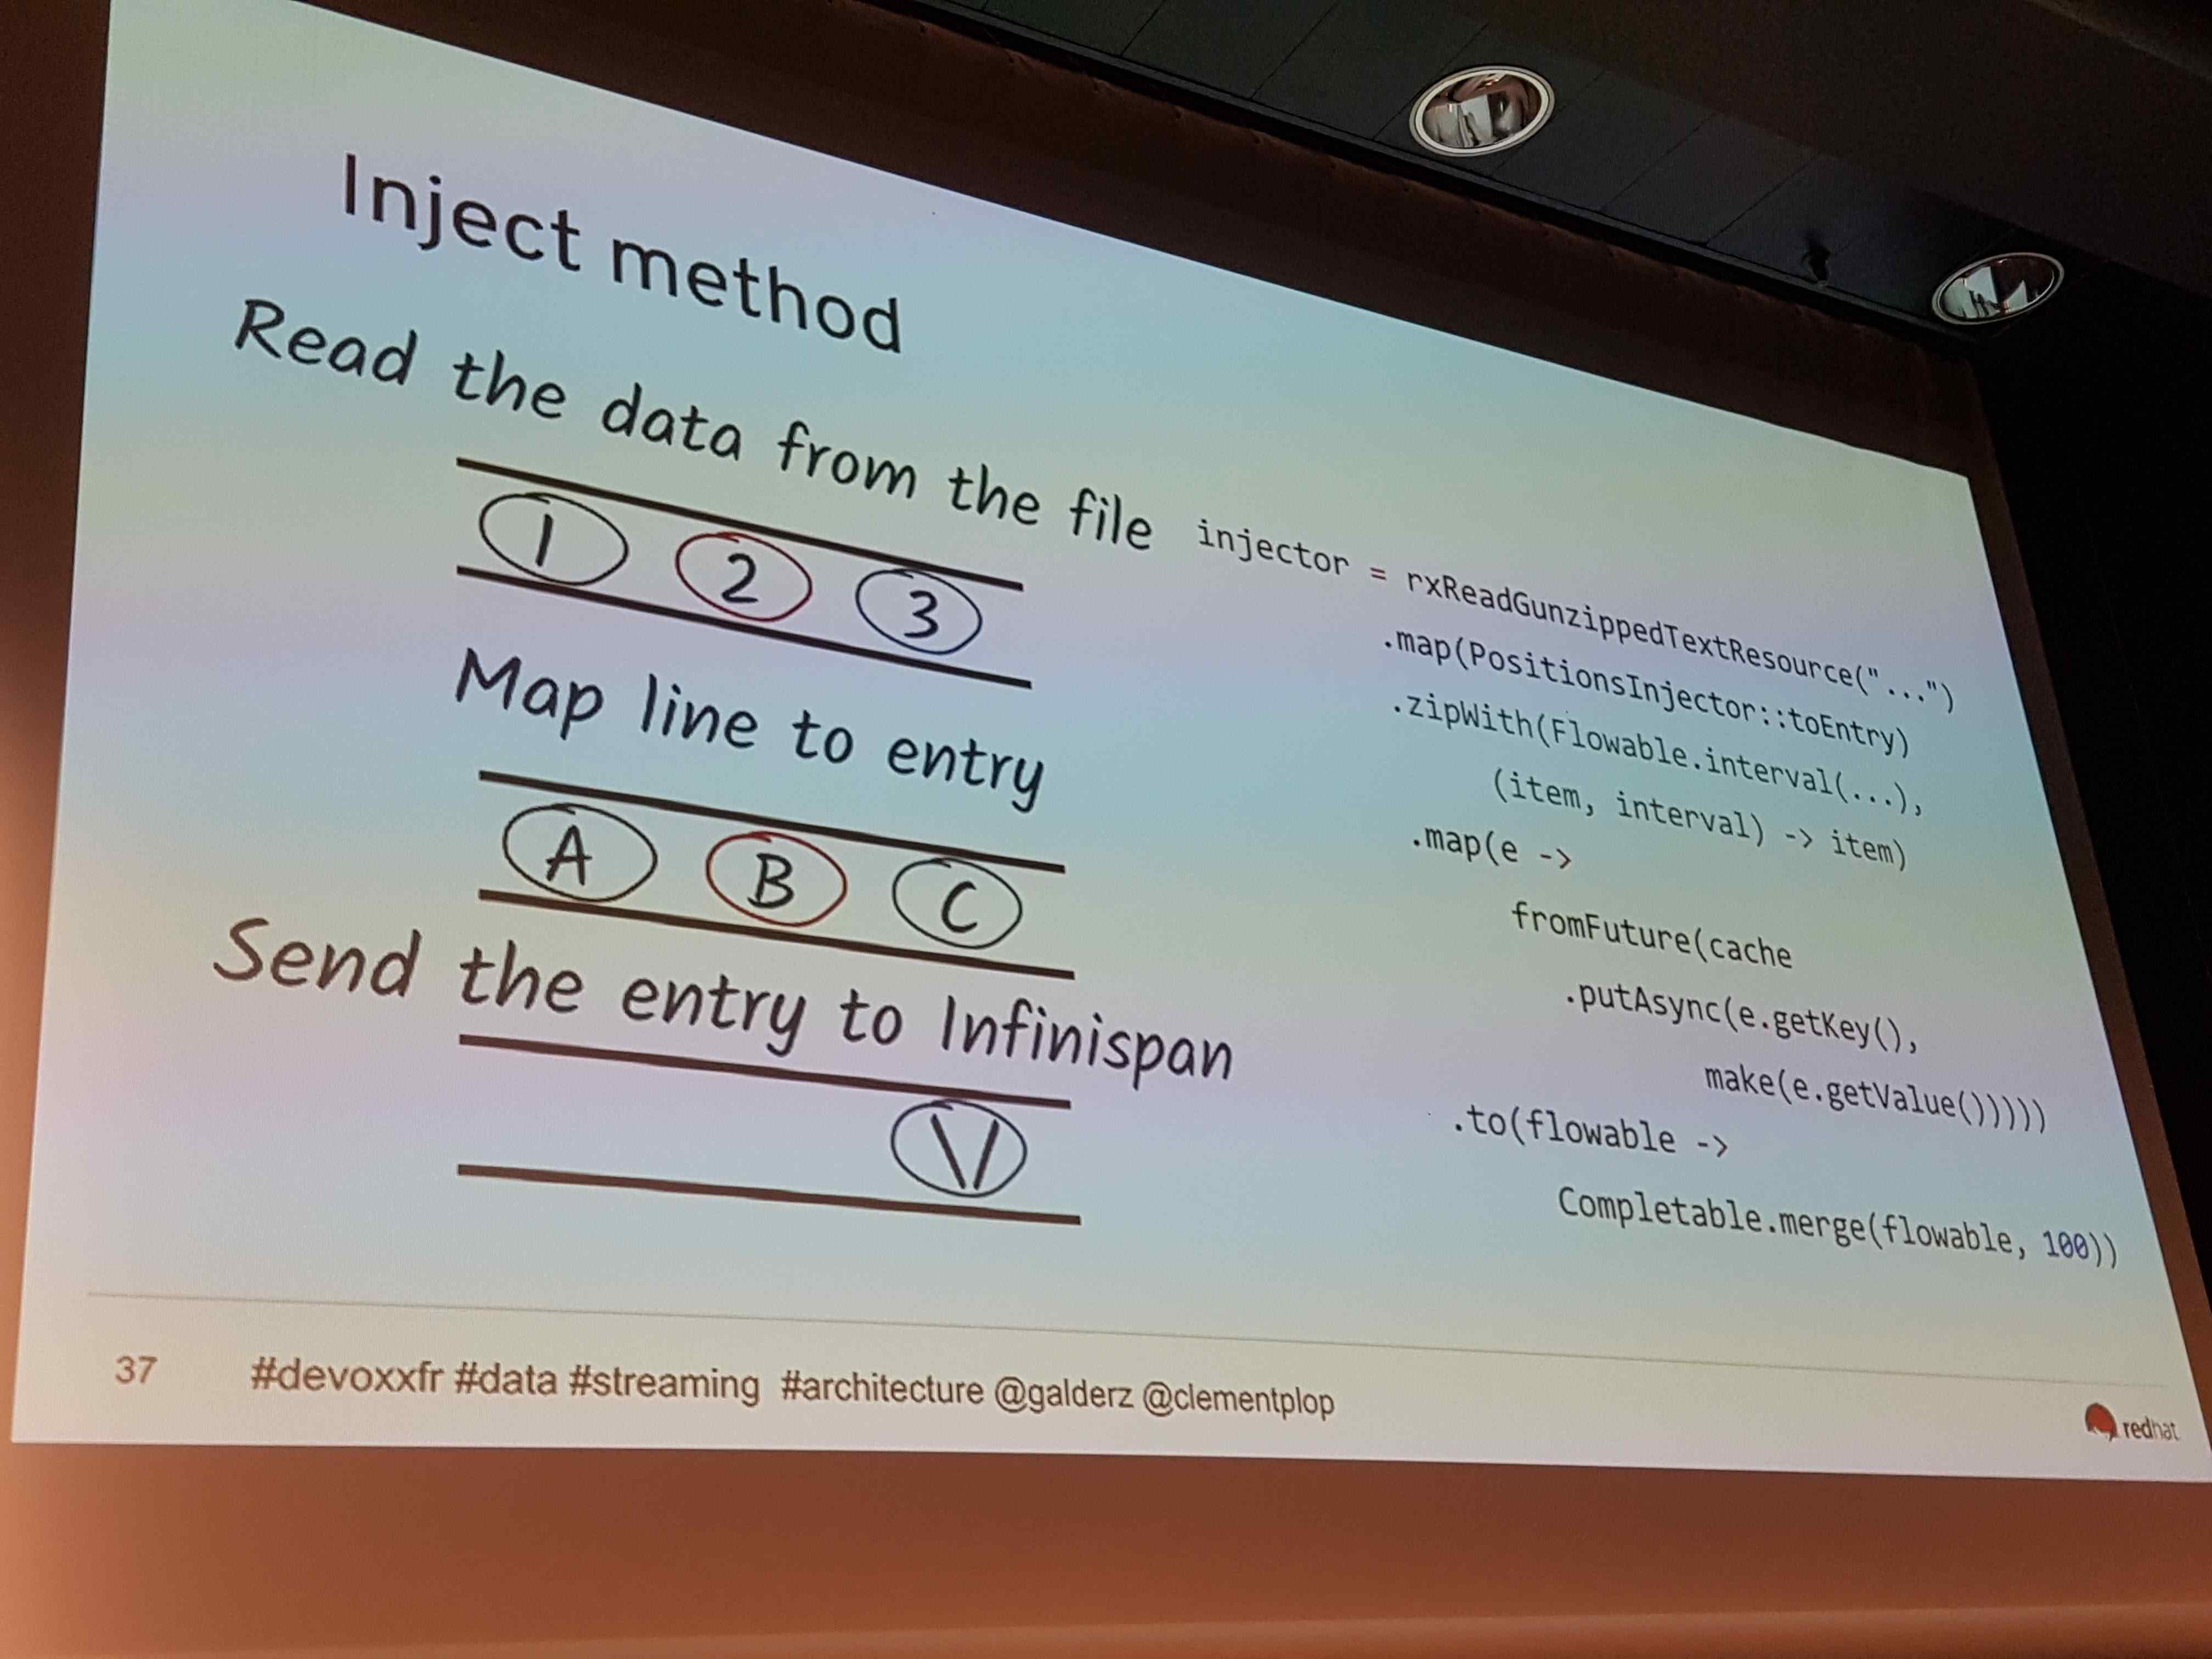 Inject method
Read the data from the file
1 2 3
Map line to entry
A B C
Send the entry to Infinispan
\/
injector = rxReadGunzippedTextResource("...")
.map(PositionsInjector::toEntry)
.zipWith(Flowable.interval(...),
(item, interval) -> item)
.map(e ->
fromFuture(cache
.putAsync(e.getKey(),
make(e.getValue()))))
.to(flowable ->
Completable.merge(flowable, 100))
37 #devoxxfr #data #streaming #architecture @galderz @clementplop
redhat